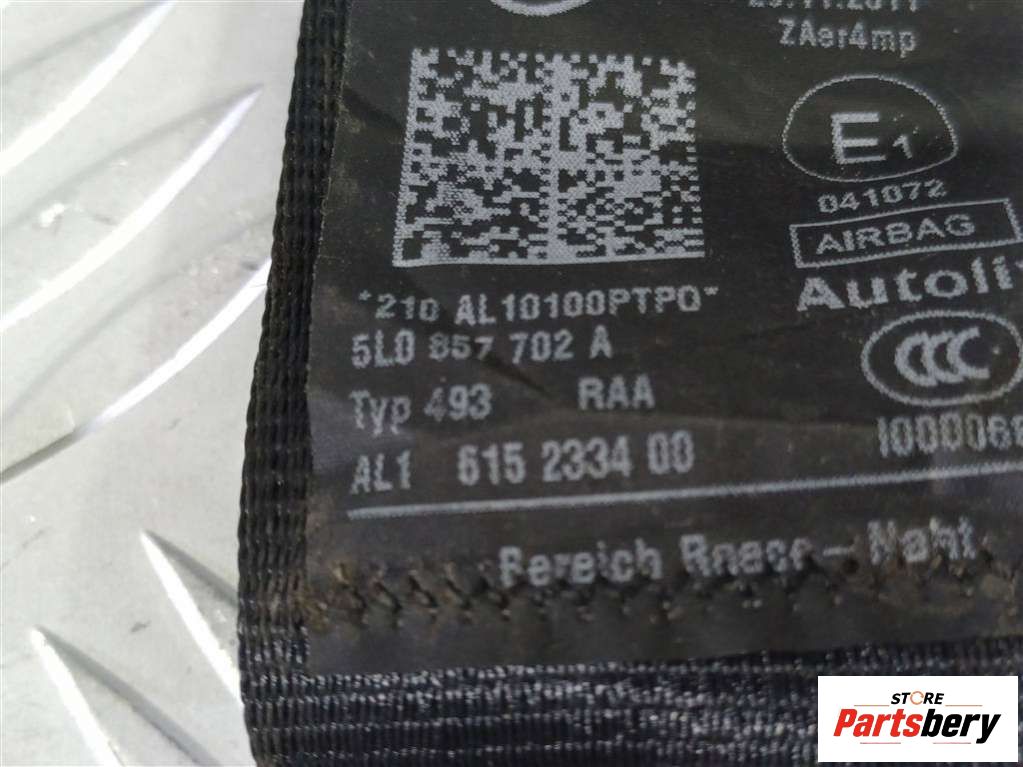 ZAer4mp
E1
041072
AIRBAG
Autoliv
*210 AL10100PTPO*
5L0 857 702 A
CCC
Typ 493 RAA
AL1 615 2334 00
Bereich - Naht
STORE
Partsbery